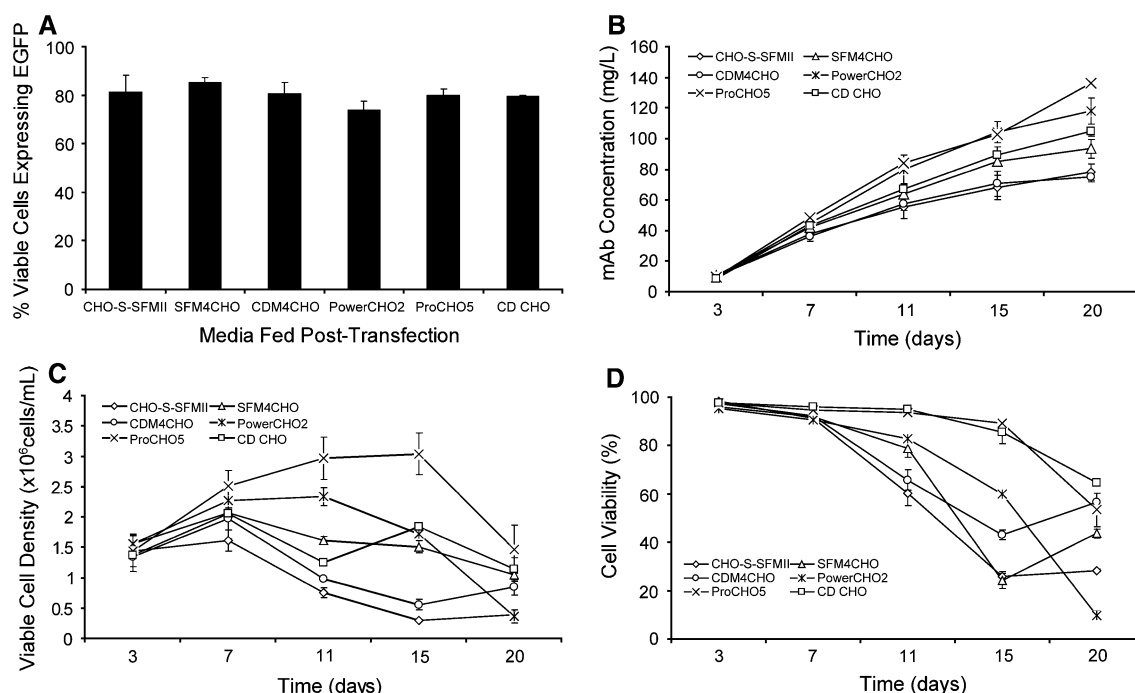 A
% Viable Cells Expressing EGFP
100
80
60
40
20
0
CHO-S-SFMII SFM4CHO CDM4CHO PowerCHO2 ProCHO5 CD CHO
Media Fed Post-Transfection
B
mAb Concentration (mg/L)
160
140
120
100
80
60
40
20
0
CHO-S-SFMII SFM4CHO
CDM4CHO PowerCHO2
ProCHO5 CD CHO
3 7 11 15 20
Time (days)
C
Viable Cell Density (x10⁶cells/mL)
4
3.5
3
2.5
2
1.5
1
0.5
0
CHO-S-SFMII SFM4CHO
CDM4CHO PowerCHO2
ProCHO5 CD CHO
3 7 11 15 20
Time (days)
D
Cell Viability (%)
100
80
60
40
20
0
CHO-S-SFMII SFM4CHO
CDM4CHO PowerCHO2
ProCHO5 CD CHO
3 7 11 15 20
Time (days)